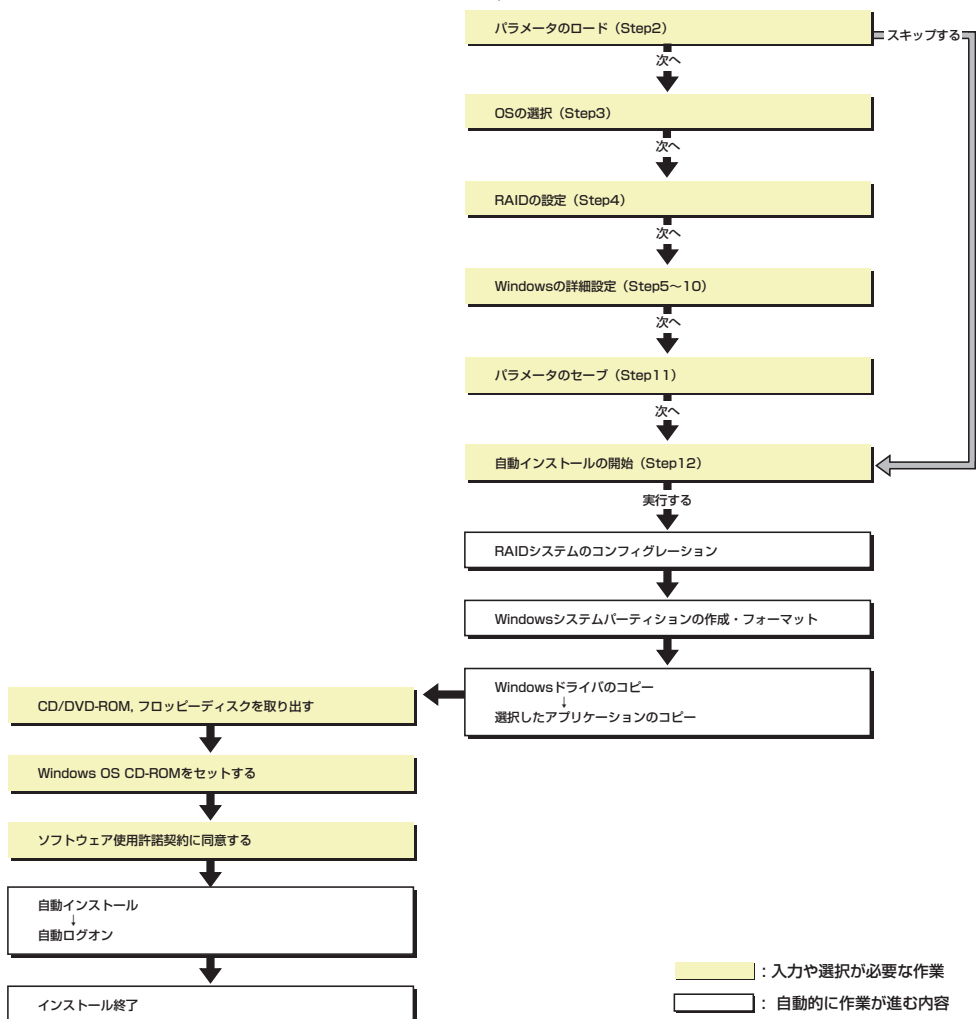 パラメータのロード（Step2）
スキップする
次へ
OSの選択（Step3）
次へ
RAIDの設定（Step4）
次へ
Windowsの詳細設定（Step5～10）
次へ
パラメータのセーブ（Step11）
次へ
自動インストールの開始（Step12）
実行する
RAIDシステムのコンフィグレーション
Windowsシステムパーティションの作成・フォーマット
Windowsドライバのコピー
↓
選択したアプリケーションのコピー
CD/DVD-ROM, フロッピーディスクを取り出す
Windows OS CD-ROMをセットする
ソフトウェア使用許諾契約に同意する
自動インストール
↓
自動ログオン
インストール終了
：入力や選択が必要な作業
： 自動的に作業が進む内容